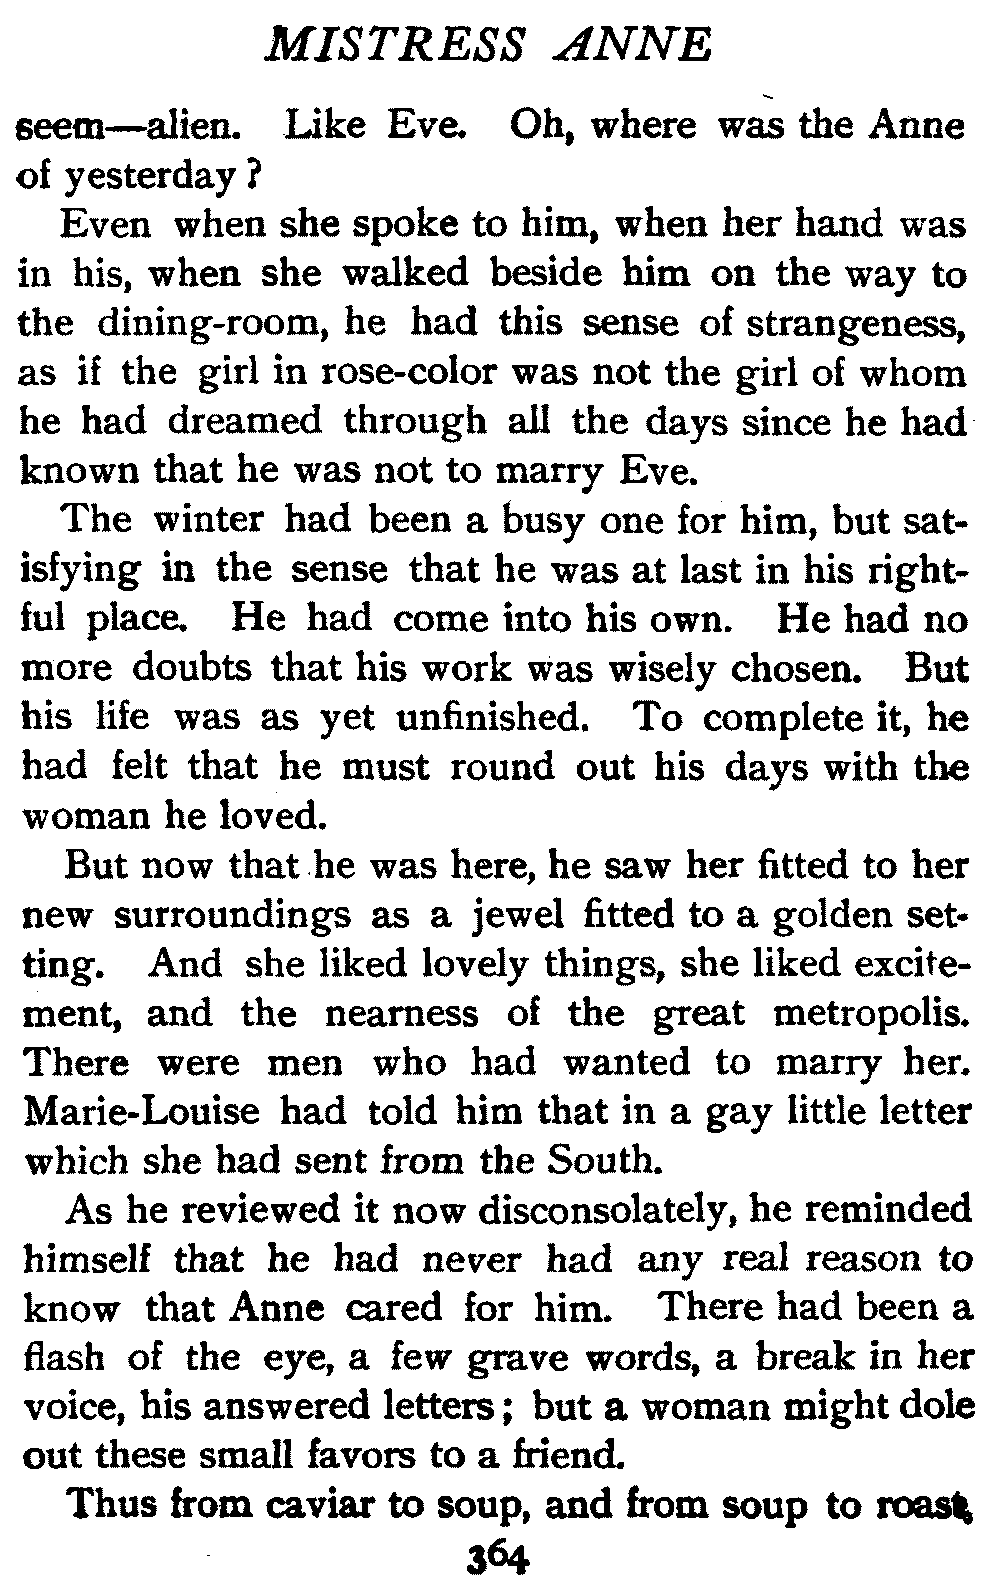 MISTRESS ANNE
seem—alien. Like Eve. Oh, where was the Anne
of yesterday?
Even when she spoke to him, when her hand was
in his, when she walked beside him on the way to
the dining-room, he had this sense of strangeness,
as if the girl in rose-color was not the girl of whom
he had dreamed through all the days since he had
known that he was not to marry Eve.
The winter had been a busy one for him, but sat-
isfying in the sense that he was at last in his right-
ful place. He had come into his own. He had no
more doubts that his work was wisely chosen. But
his life was as yet unfinished. To complete it, he
had felt that he must round out his days with the
woman he loved.
But now that he was here, he saw her fitted to her
new surroundings as a jewel fitted to a golden set-
ting. And she liked lovely things, she liked excite-
ment, and the nearness of the great metropolis.
There were men who had wanted to marry her.
Marie-Louise had told him that in a gay little letter
which she had sent from the South.
As he reviewed it now disconsolately, he reminded
himself that he had never had any real reason to
know that Anne cared for him. There had been a
flash of the eye, a few grave words, a break in her
voice, his answered letters; but a woman might dole
out these small favors to a friend.
Thus from caviar to soup, and from soup to roast,
364